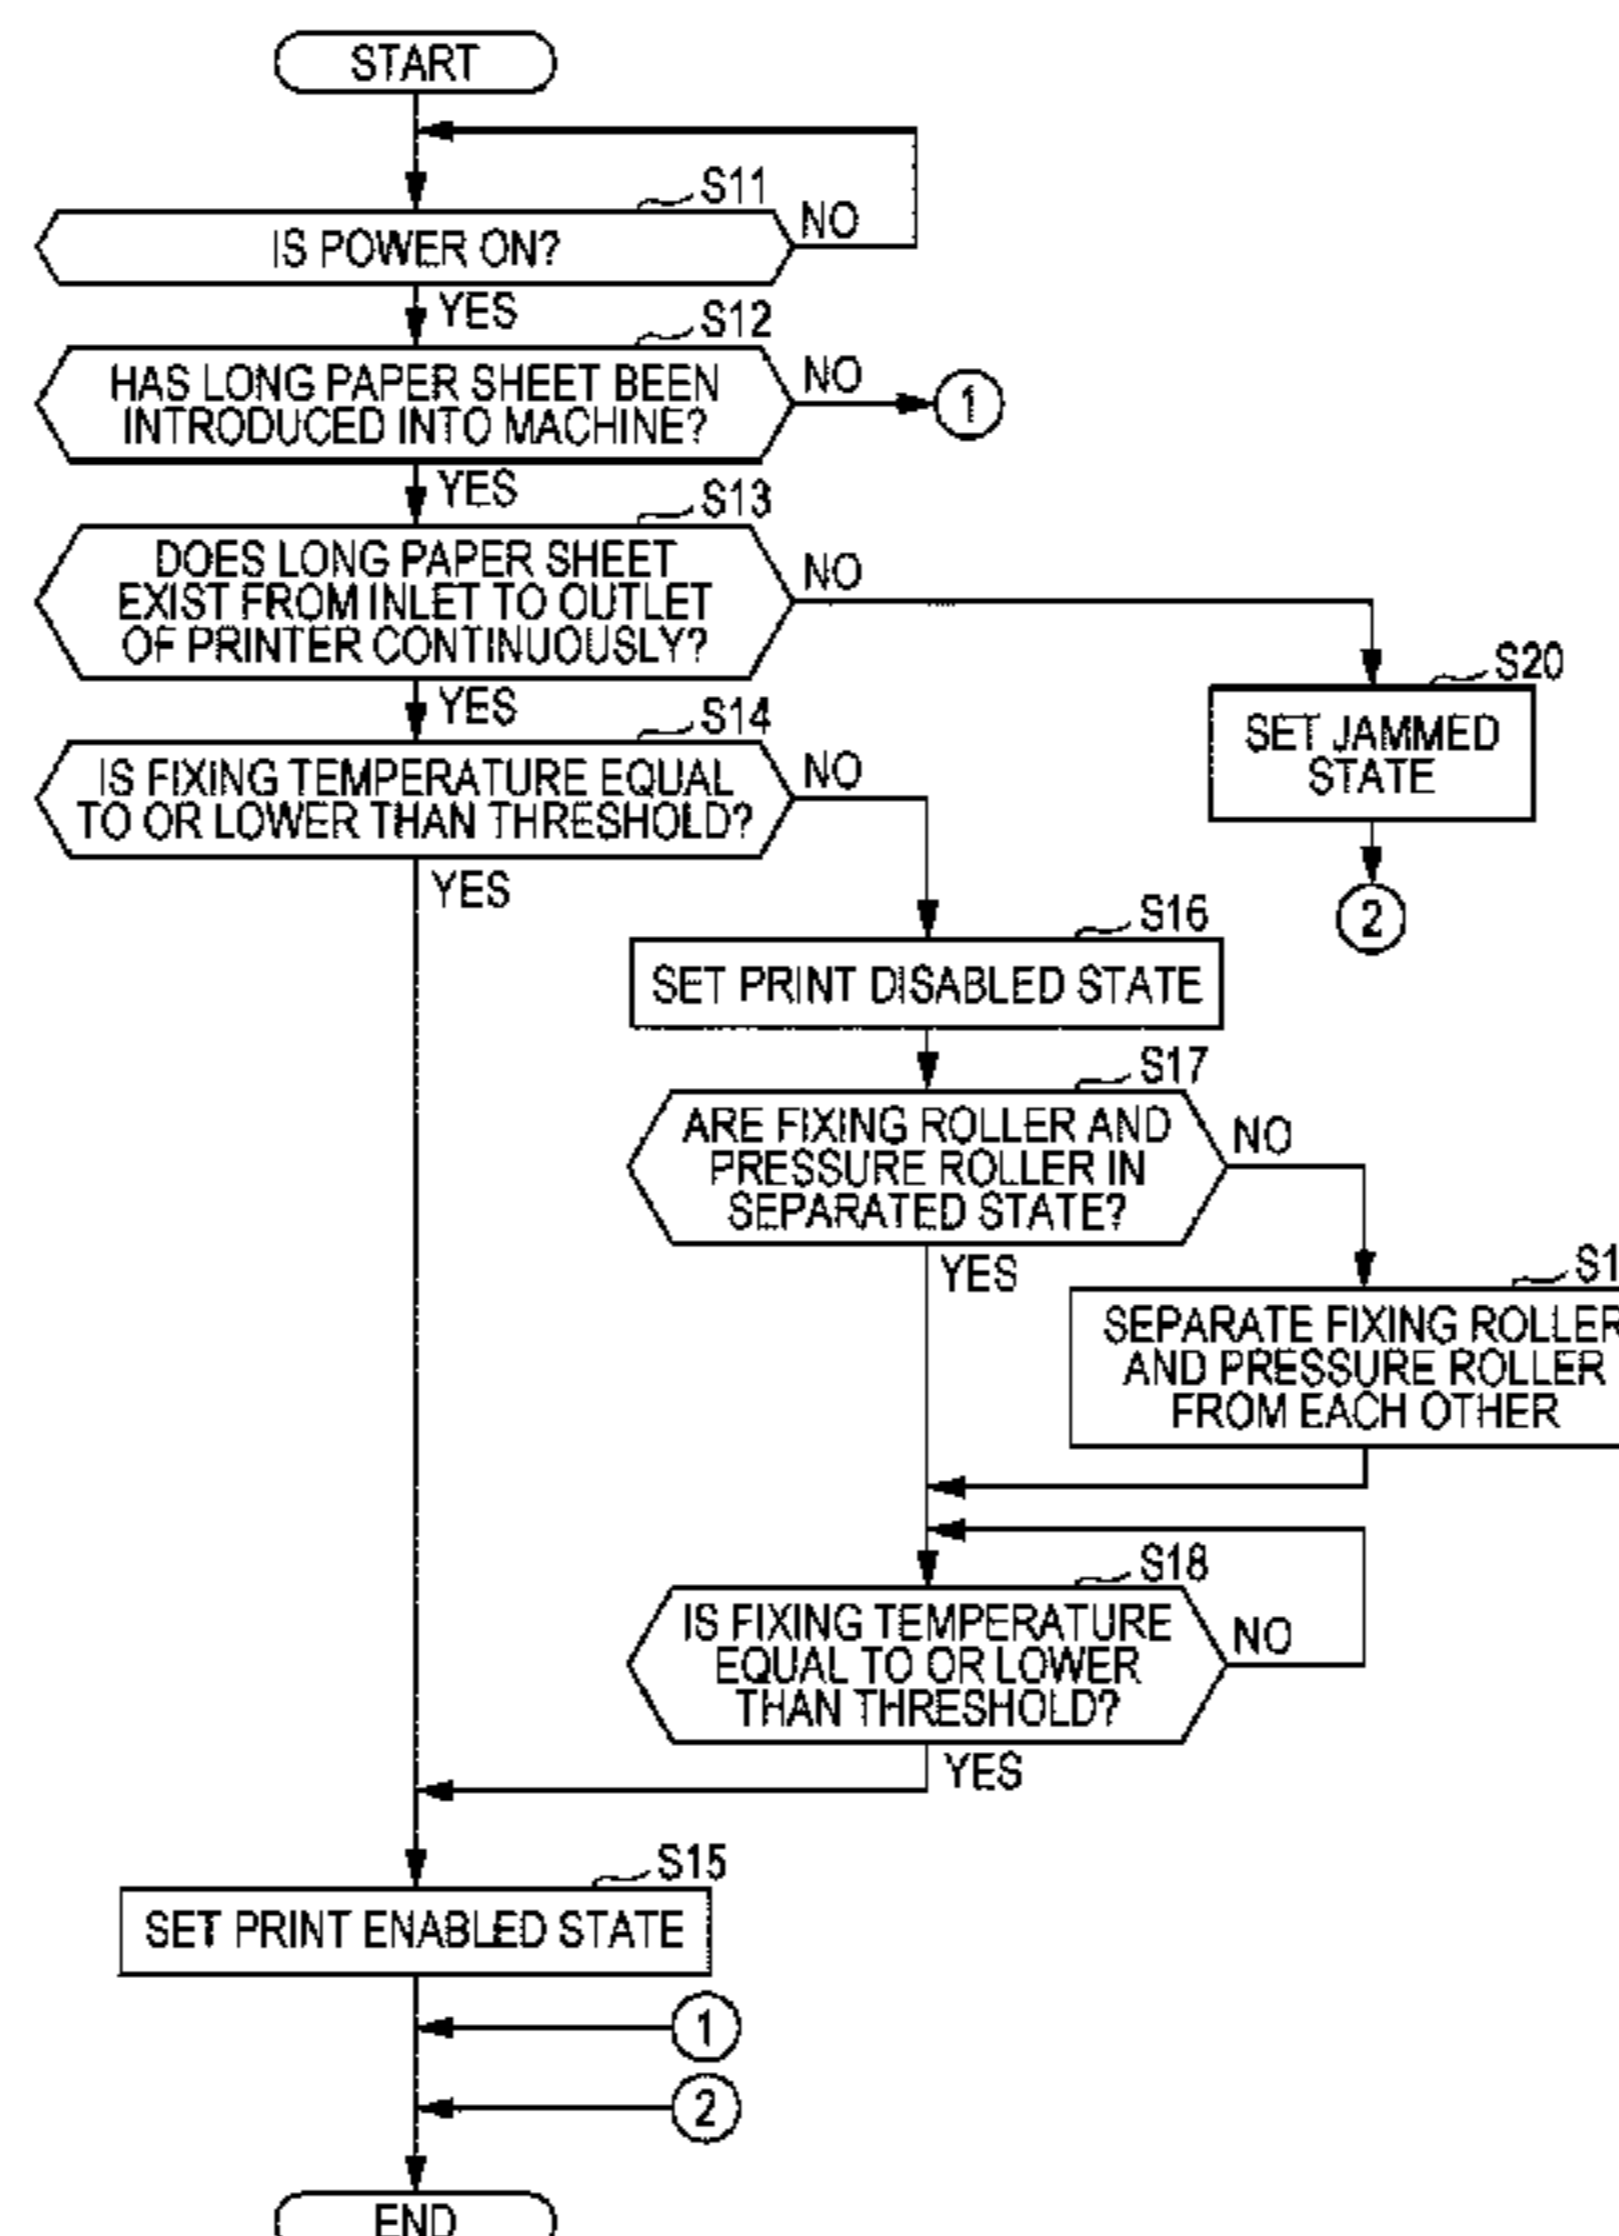 START
S11
IS POWER ON?
NO
YES
S12
HAS LONG PAPER SHEET BEEN
INTRODUCED INTO MACHINE?
NO
1
YES
S13
DOES LONG PAPER SHEET
EXIST FROM INLET TO OUTLET
OF PRINTER CONTINUOUSLY?
NO
YES
S20
SET JAMMED
STATE
2
S14
IS FIXING TEMPERATURE EQUAL
TO OR LOWER THAN THRESHOLD?
NO
YES
S16
SET PRINT DISABLED STATE
S17
ARE FIXING ROLLER AND
PRESSURE ROLLER IN
SEPARATED STATE?
NO
YES
S1
SEPARATE FIXING ROLLER
AND PRESSURE ROLLER
FROM EACH OTHER
S18
IS FIXING TEMPERATURE
EQUAL TO OR LOWER
THAN THRESHOLD?
NO
YES
S15
SET PRINT ENABLED STATE
1
2
END